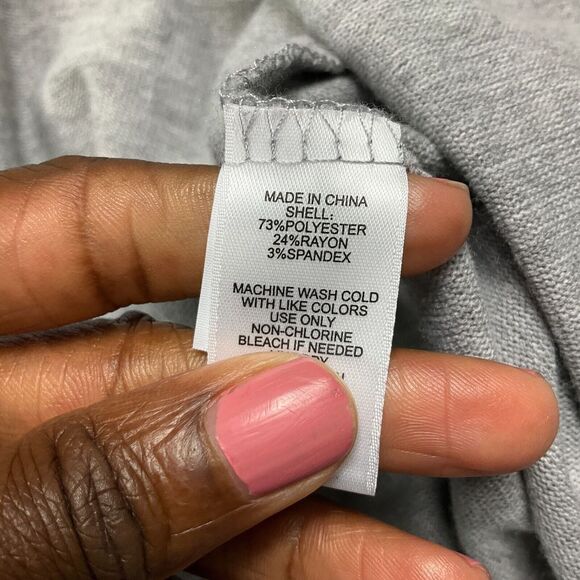 MADE IN CHINA
SHELL:
73%POLYESTER
24%RAYON
3%SPANDEX
MACHINE WASH COLD
WITH LIKE COLORS
USE ONLY
NON-CHLORINE
BLEACH IF NEEDED